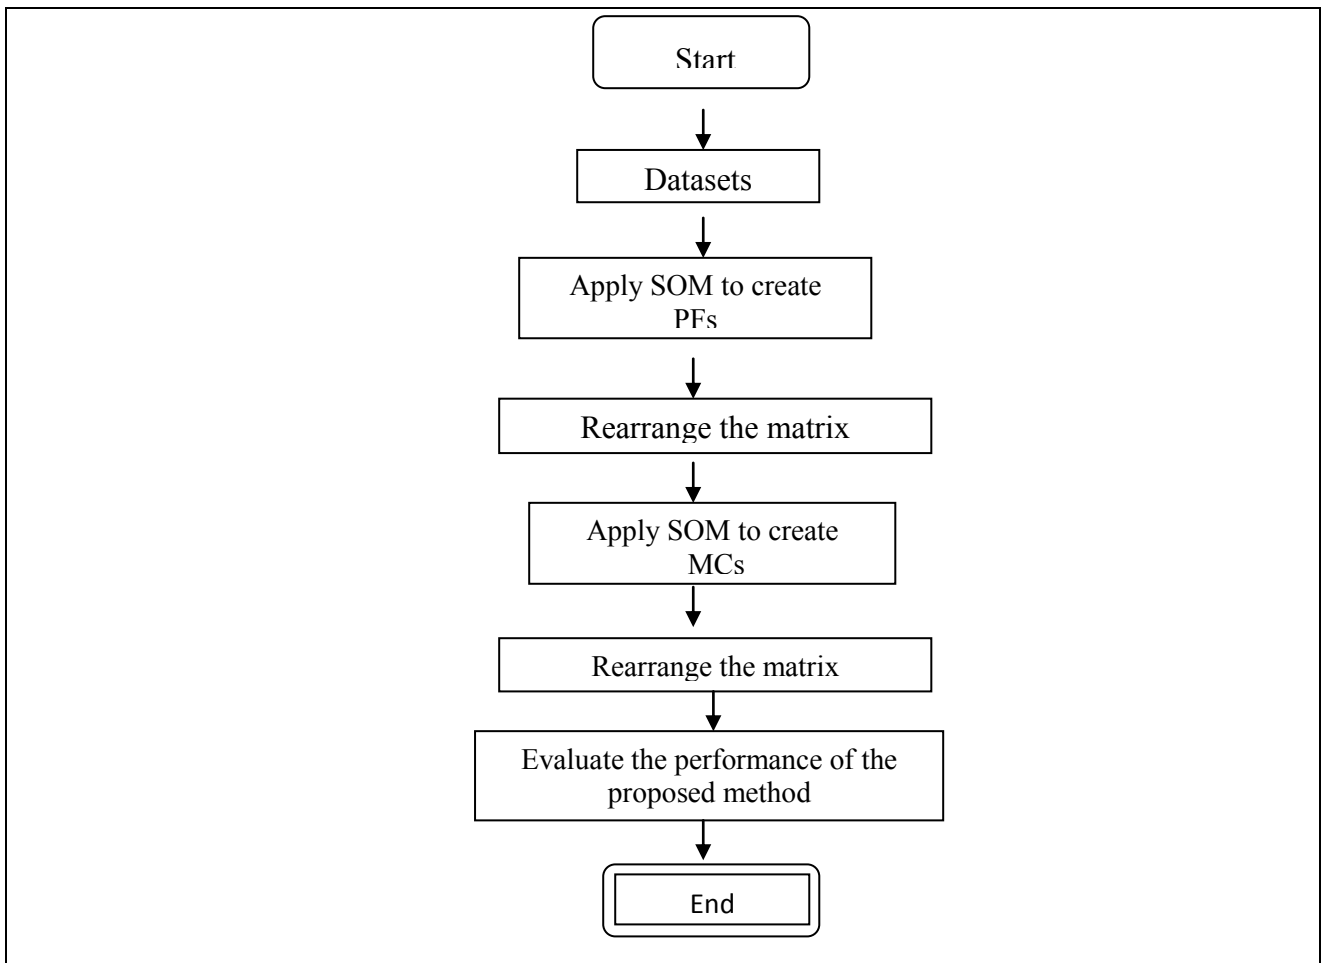 Start
Datasets
Apply SOM to create
PFs
Rearrange the matrix
Apply SOM to create
MCs
Rearrange the matrix
Evaluate the performance of the
proposed method
End